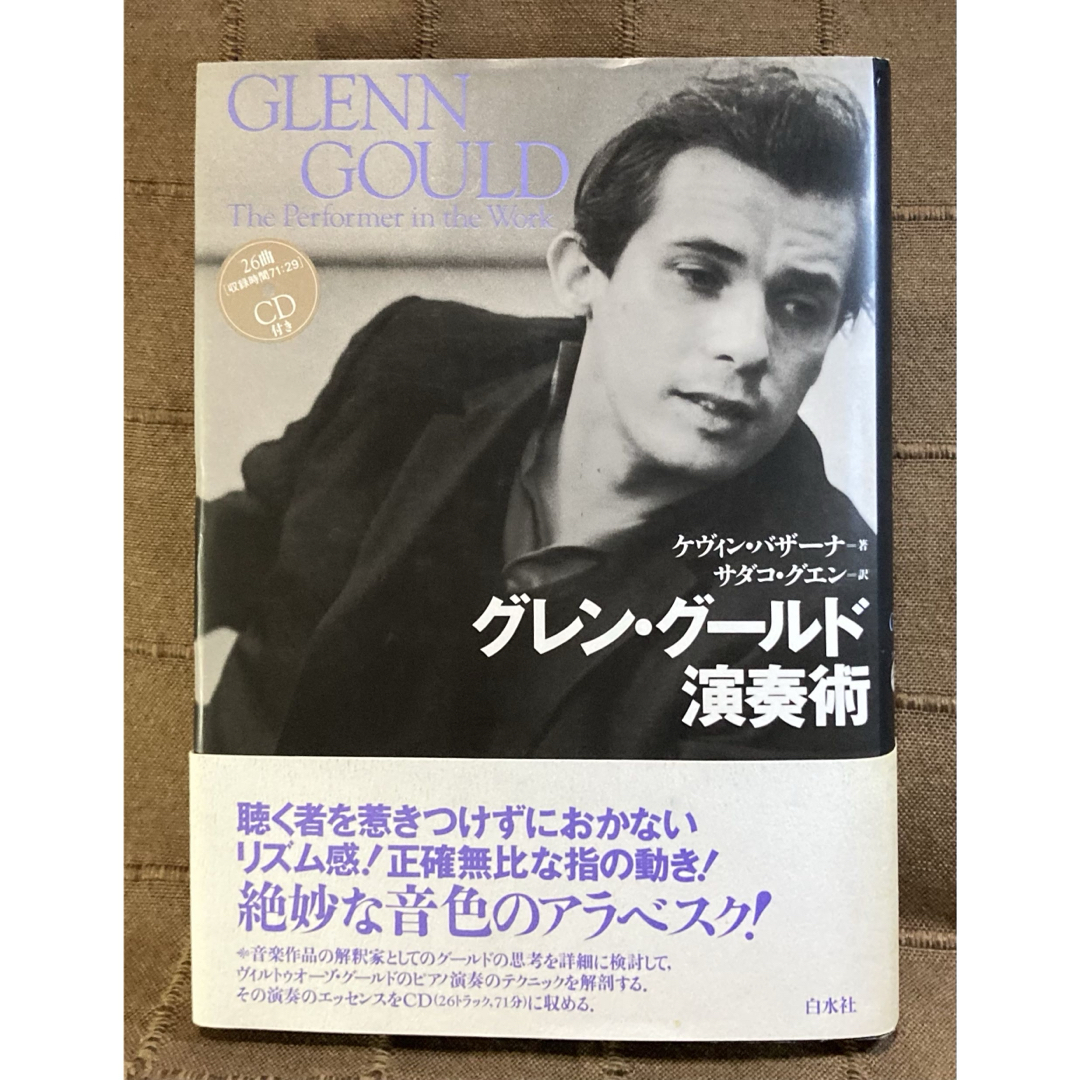 GLENN
GOULD
The Performer in the Work
26曲
[収録時間71:29]
CD
付き
ケヴィン・バザーナ=著
サダコ・グエン=訳
グレン・グールド
演奏術
聴く者を惹きつけずにおかない
リズム感!正確無比な指の動き!
絶妙な音色のアラベスク!
音楽作品の解釈家としてのグールドの思考を詳細に検討して,
ヴィルトゥオーゾ・グールドのピアノ演奏のテクニックを解剖する.
その演奏のエッセンスをCD(26トラック,71分)に収める.
白水社